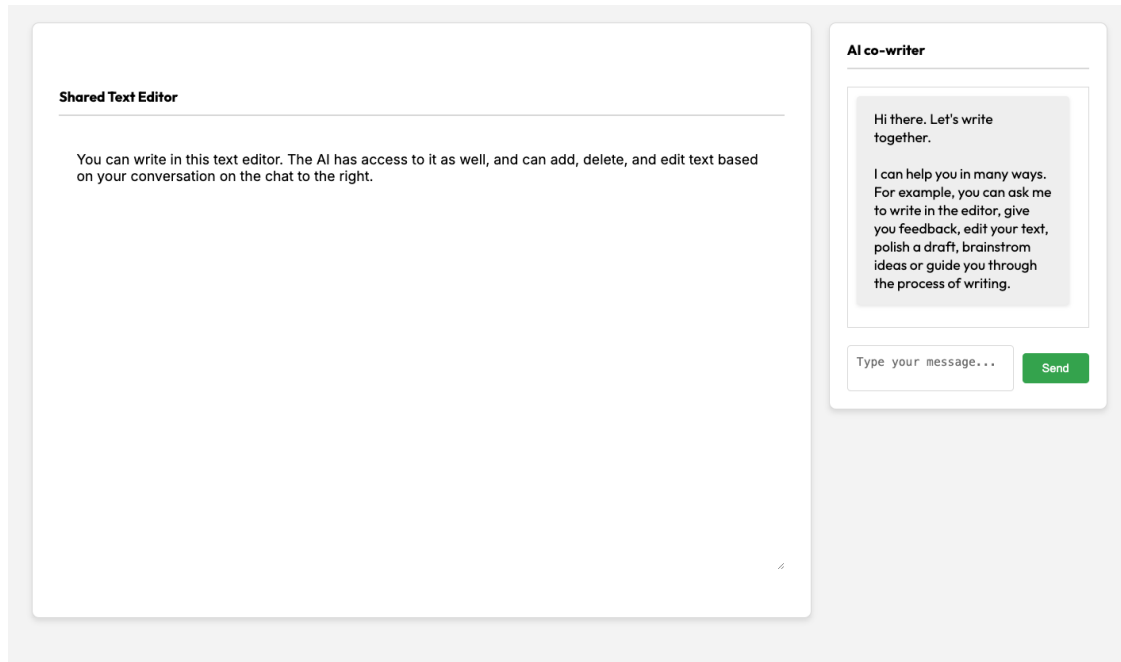 Shared Text Editor
You can write in this text editor. The AI has access to it as well, and can add, delete, and edit text based
on your conversation on the chat to the right.
AI co-writer
Hi there. Let's write
together.
I can help you in many ways.
For example, you can ask me
to write in the editor, give
you feedback, edit your text,
polish a draft, brainstrom
ideas or guide you through
the process of writing.
Type your message...
Send